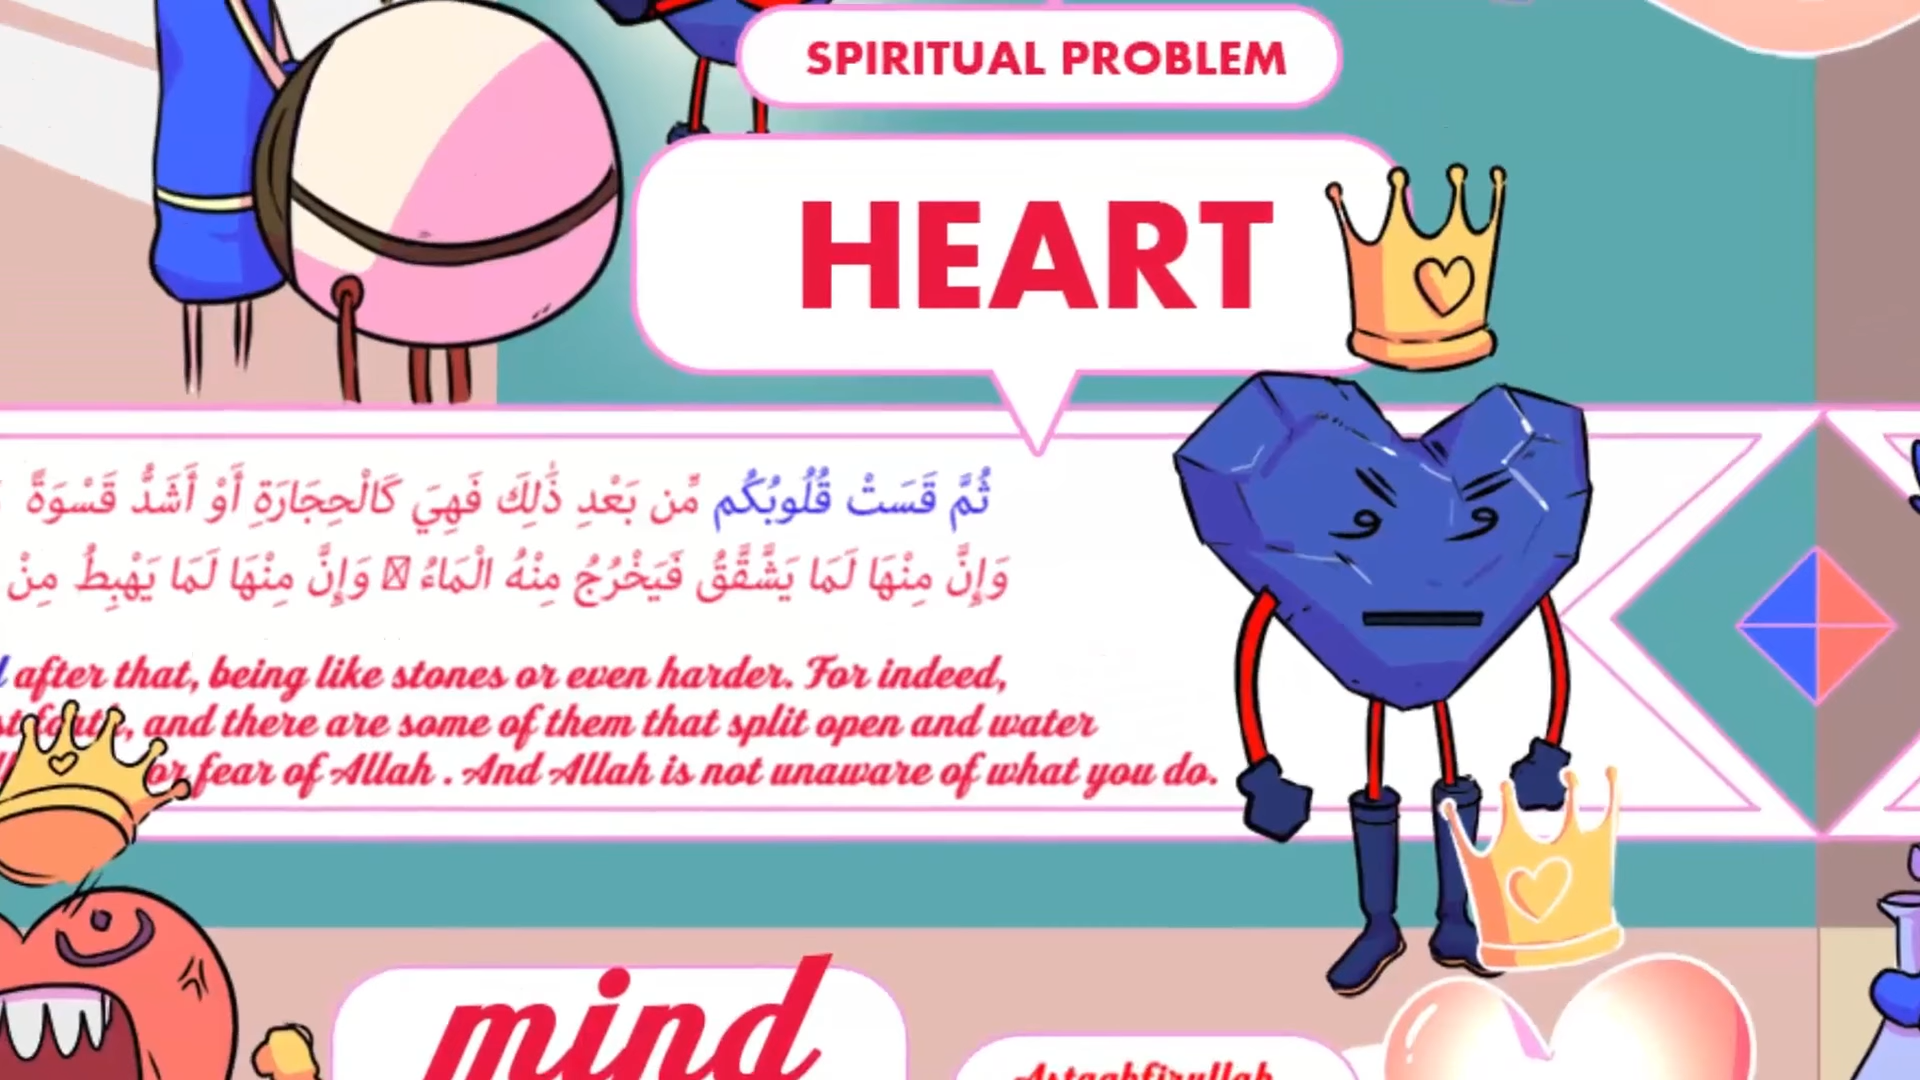 SPIRITUAL PROBLEM
HEART
ثُمَّ قَسَتْ قُلُوبُكُم مِّن بَعْدِ ذَٰلِكَ فَهِيَ كَالْحِجَارَةِ أَوْ أَشَدُّ قَسْوَةً
وَإِنَّ مِنْهَا لَمَا يَشَّقَّقُ فَيَخْرُجُ مِنْهُ الْمَاءُ وَإِنَّ مِنْهَا لَمَا يَهْبِطُ مِنْ
after that, being like stones or even harder. For indeed,
and there are some of them that split open and water
or fear of Allah . And Allah is not unaware of what you do.
mind
Astaghfirullah